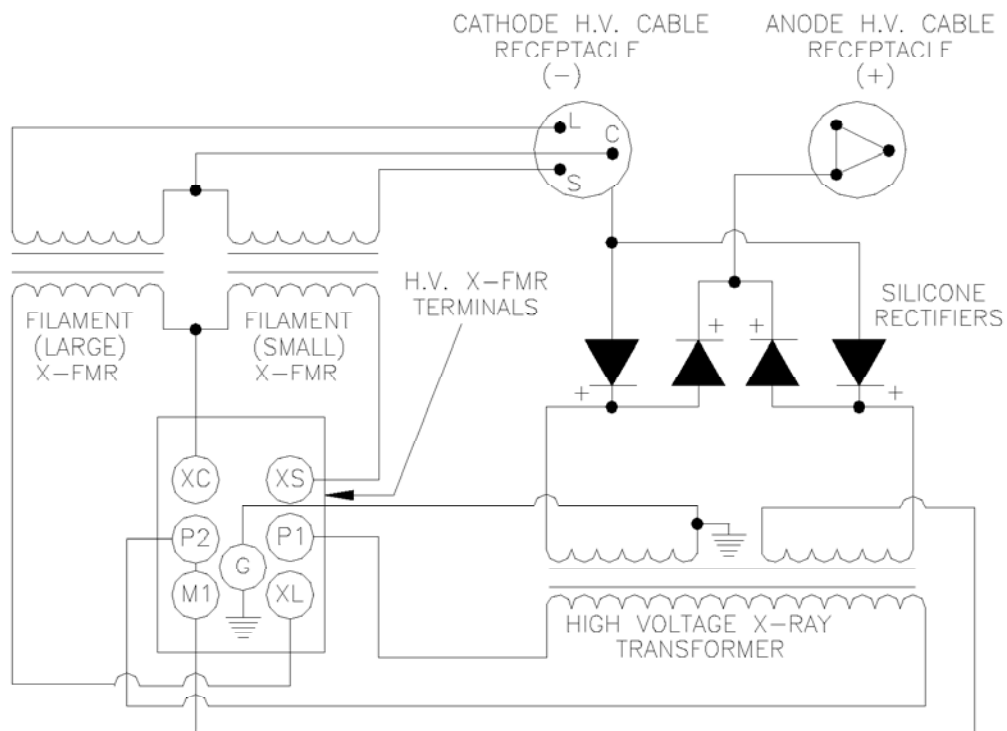 CATHODE H.V. CABLE
RECEPTACLE
(-)
ANODE H.V. CABLE
RECEPTACLE
(+)
L
C
S
H.V. X-FMR
TERMINALS
SILICONE
RECTIFIERS
FILAMENT
(LARGE)
X-FMR
FILAMENT
(SMALL)
X-FMR
+
+
+
+
XC
XS
P2
P1
G
M1
XL
HIGH VOLTAGE X-RAY
TRANSFORMER